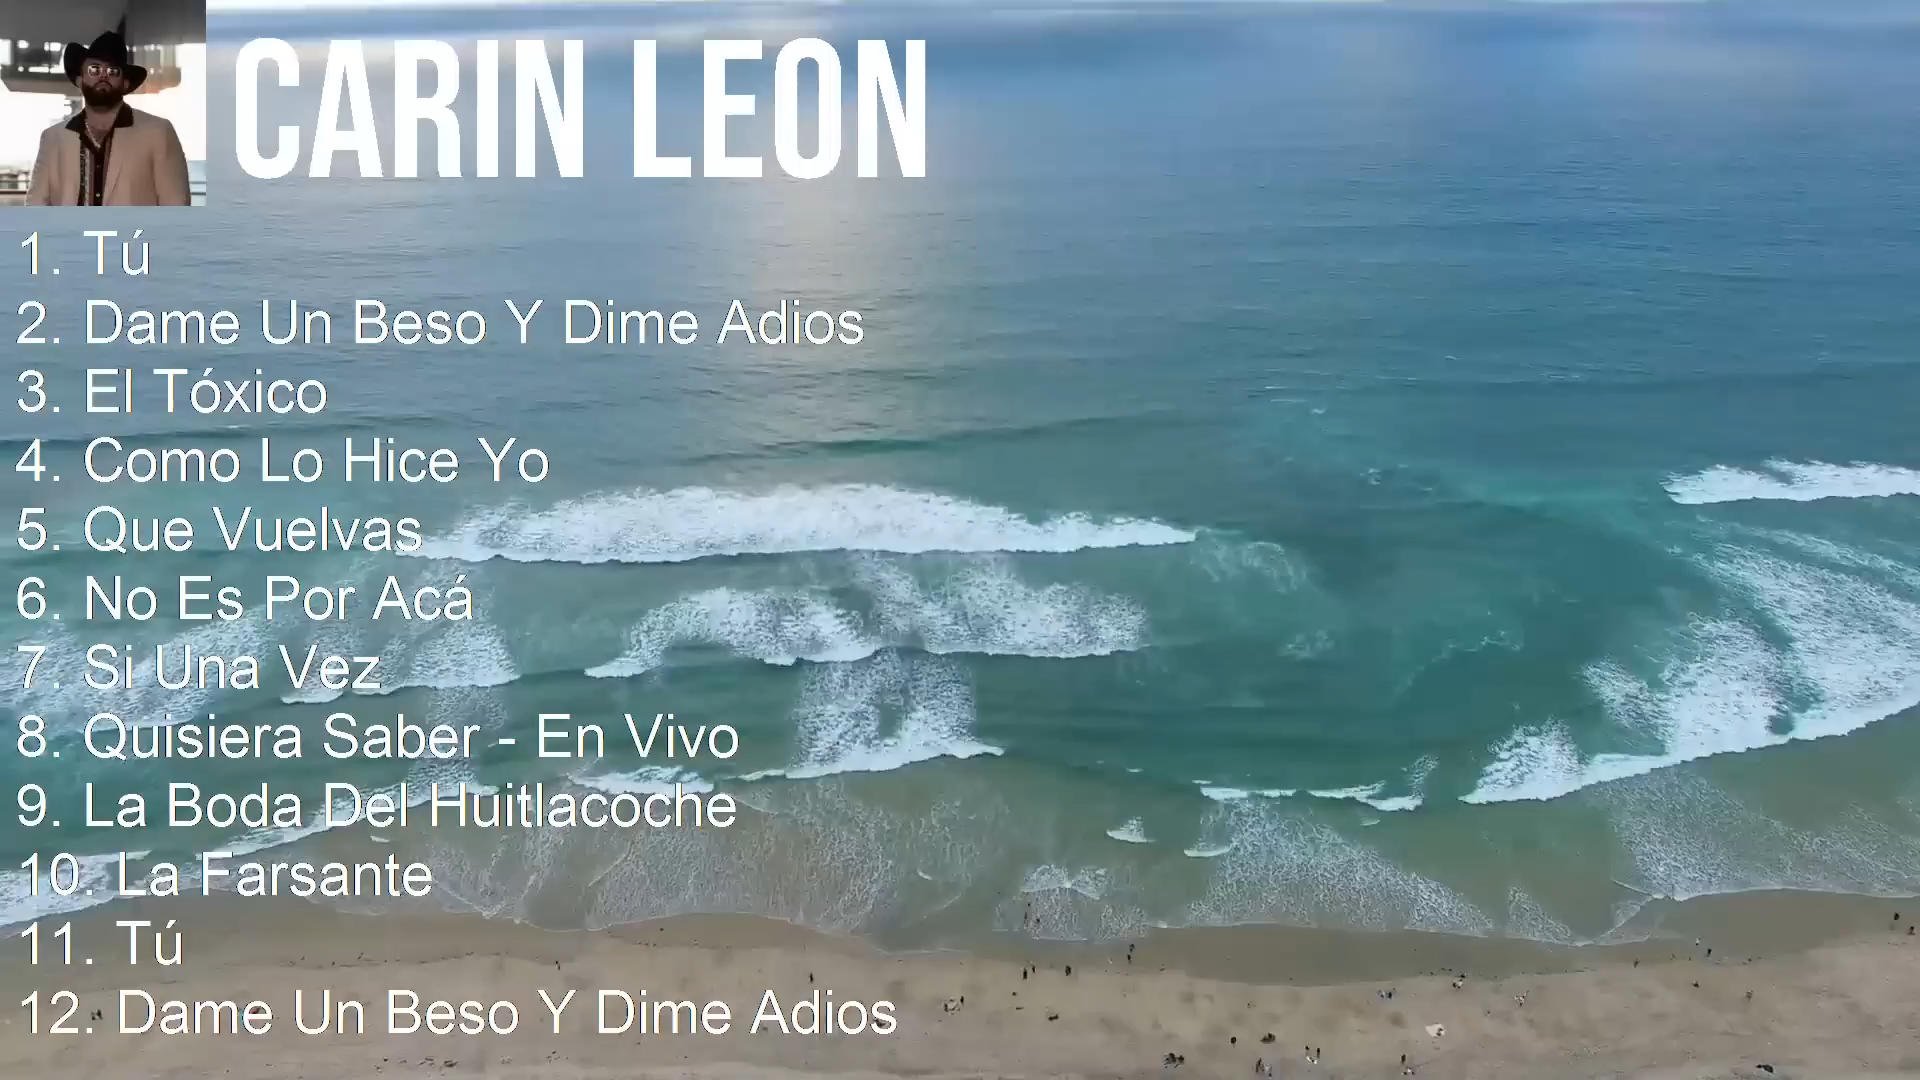 CARIN LEON
1. Tú
2. Dame Un Beso Y Dime Adios
3. El Tóxico
4. Como Lo Hice Yo
5. Que Vuelvas
6. No Es Por Acá
7. Si Una Vez
8. Quisiera Saber - En Vivo
9. La Boda Del Huitlacoche
10. La Farsante
11. Tú
12. Dame Un Beso Y Dime Adios